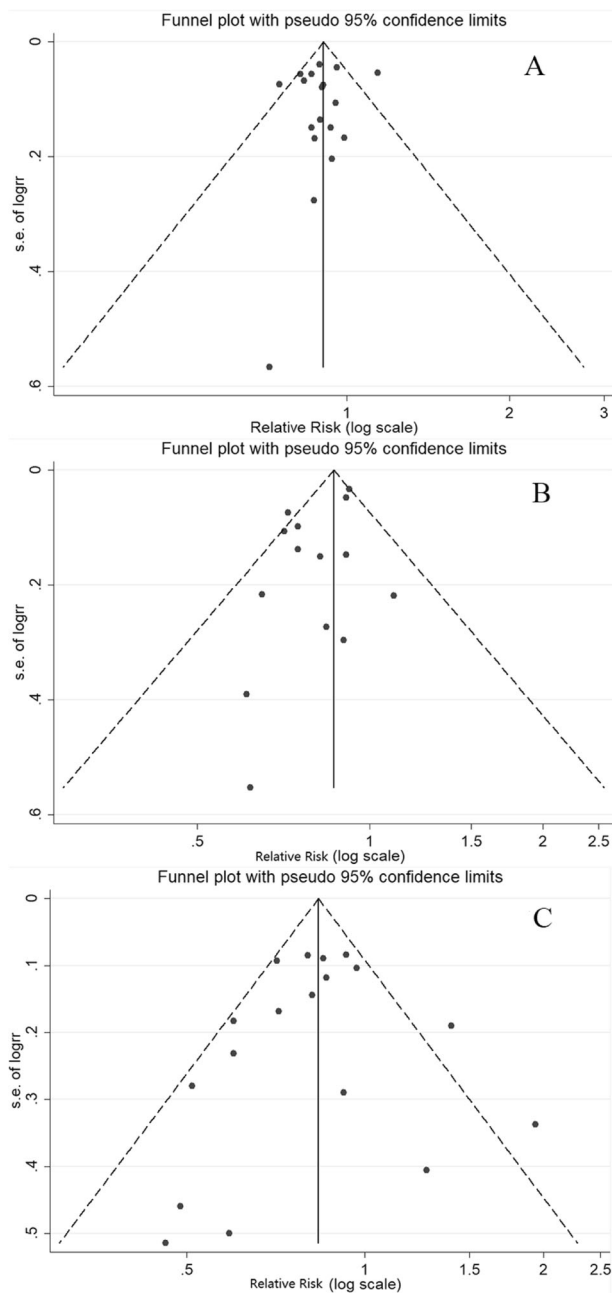 Funnel plot with pseudo 95% confidence limits
A
0
.2
.4
.6
s.e. of logrr
1 2 3
Relative Risk (log scale)
Funnel plot with pseudo 95% confidence limits
B
0
.2
.4
.6
s.e. of logrr
.5 1 1.5 2 2.5
Relative Risk (log scale)
Funnel plot with pseudo 95% confidence limits
C
0
.1
.2
.3
.4
.5
s.e. of logrr
.5 1 1.5 2 2.5
Relative Risk (log scale)